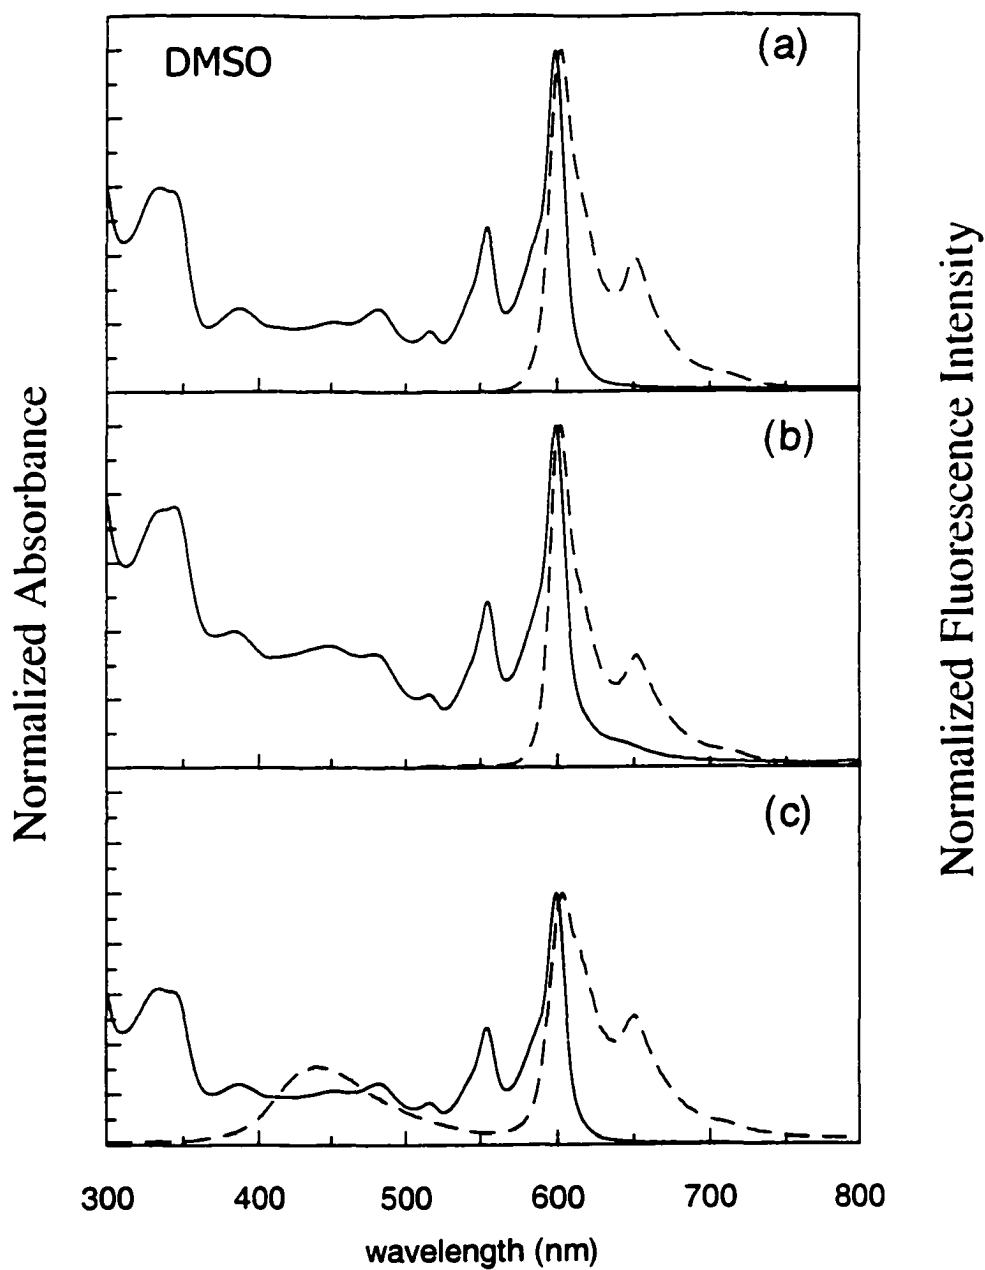 DMSO
(a)
(b)
(c)
Normalized Absorbance
Normalized Fluorescence Intensity
300 400 500 600 700 800
wavelength (nm)